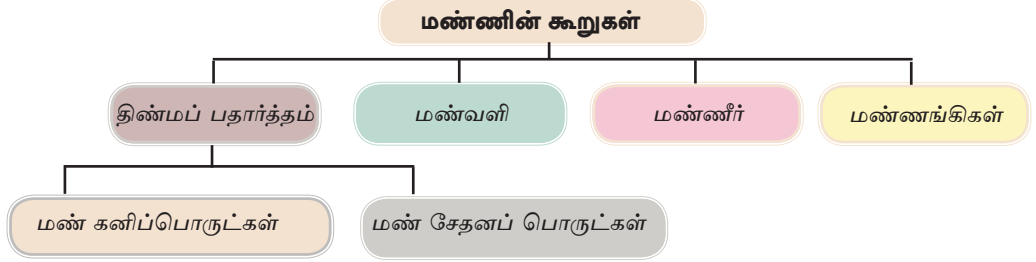 மண்ணின் கூறுகள்
திண்மப் பதார்த்தம்
மண்வளி
மண்ணீர்
மண்ணங்கிகள்
மண் கனிப்பொருட்கள்
மண் சேதனப் பொருட்கள்